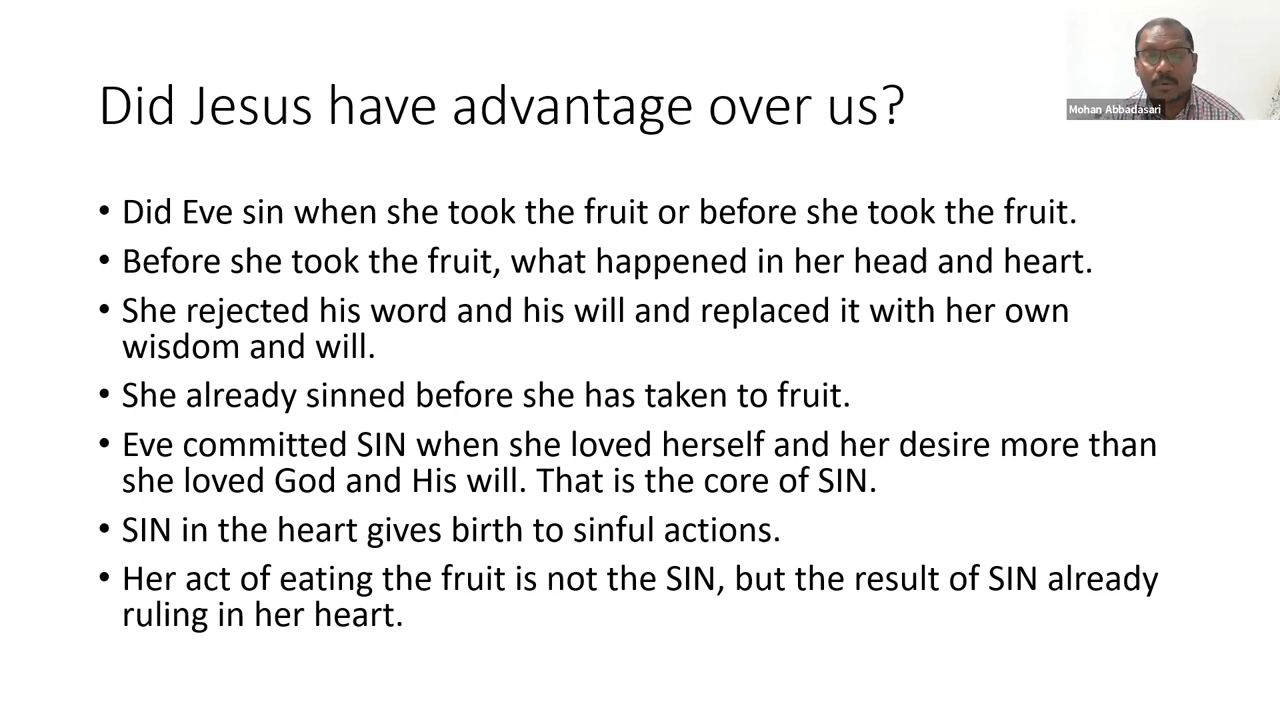 Did Jesus have advantage over us?
Mohan Abbadasari
• Did Eve sin when she took the fruit or before she took the fruit.
• Before she took the fruit, what happened in her head and heart.
• She rejected his word and his will and replaced it with her own
wisdom and will.
• She already sinned before she has taken to fruit.
• Eve committed SIN when she loved herself and her desire more than
she loved God and His will. That is the core of SIN.
• SIN in the heart gives birth to sinful actions.
• Her act of eating the fruit is not the SIN, but the result of SIN already
ruling in her heart.